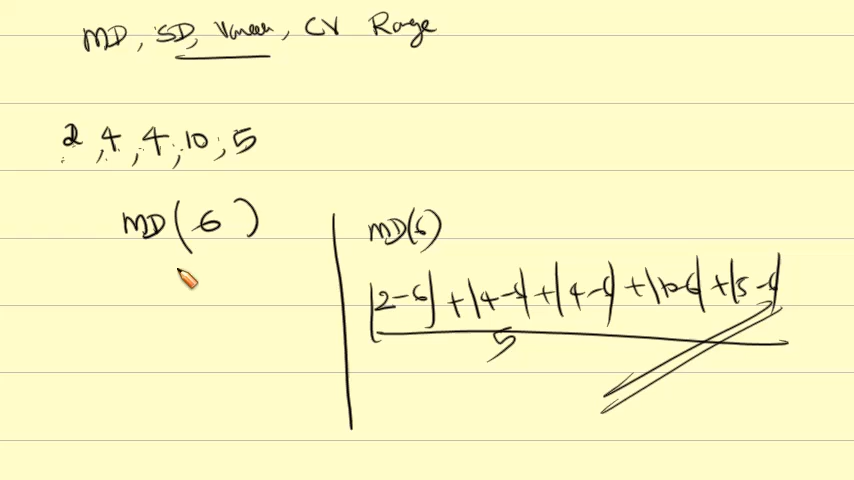 MD, SD, Varian, CV Range
2, 4, 4, 10, 5
MD(6)
MD(6)
|2-6|+|4-6|+|4-6|+|10-6|+|5-6|
5